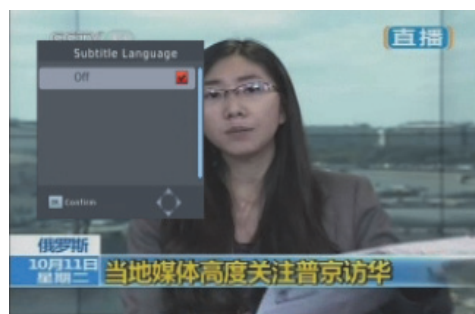 直播
Subtitle Language
Off
Confirm
俄罗斯
10月11日
星期二
当地媒体高度关注普京访华